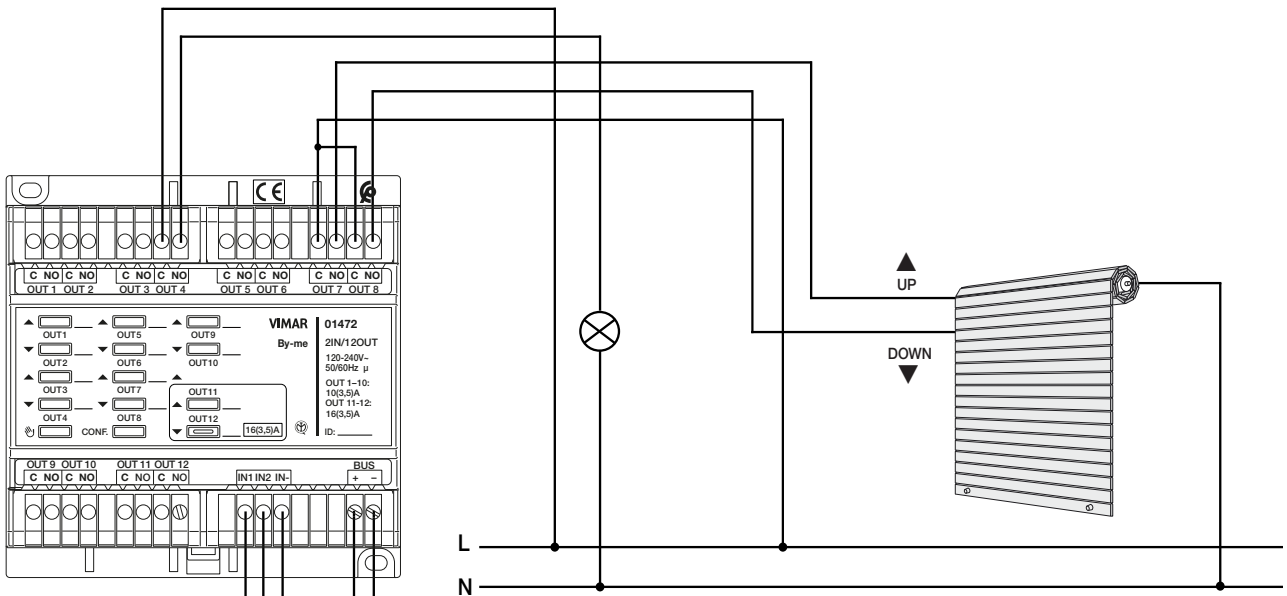 CE
C NO C NO C NO C NO C NO C NO C NO C NO
OUT 1 OUT 2 OUT 3 OUT 4 OUT 5 OUT 6 OUT 7 OUT 8
OUT1 OUT5 OUT9
OUT2 OUT6 OUT10
OUT3 OUT7 OUT11
OUT4 OUT8 OUT12
CONF.
16(3,5)A
VIMAR
By-me
01472
2IN/12OUT
120-240V~
50/60Hz µ
OUT 1–10:
10(3,5)A
OUT 11-12:
16(3,5)A
ID: ______
OUT 9 OUT 10 OUT 11 OUT 12 BUS
C NO C NO C NO C NO IN1 IN2 IN- + –
▲
UP
DOWN
▼
L
N